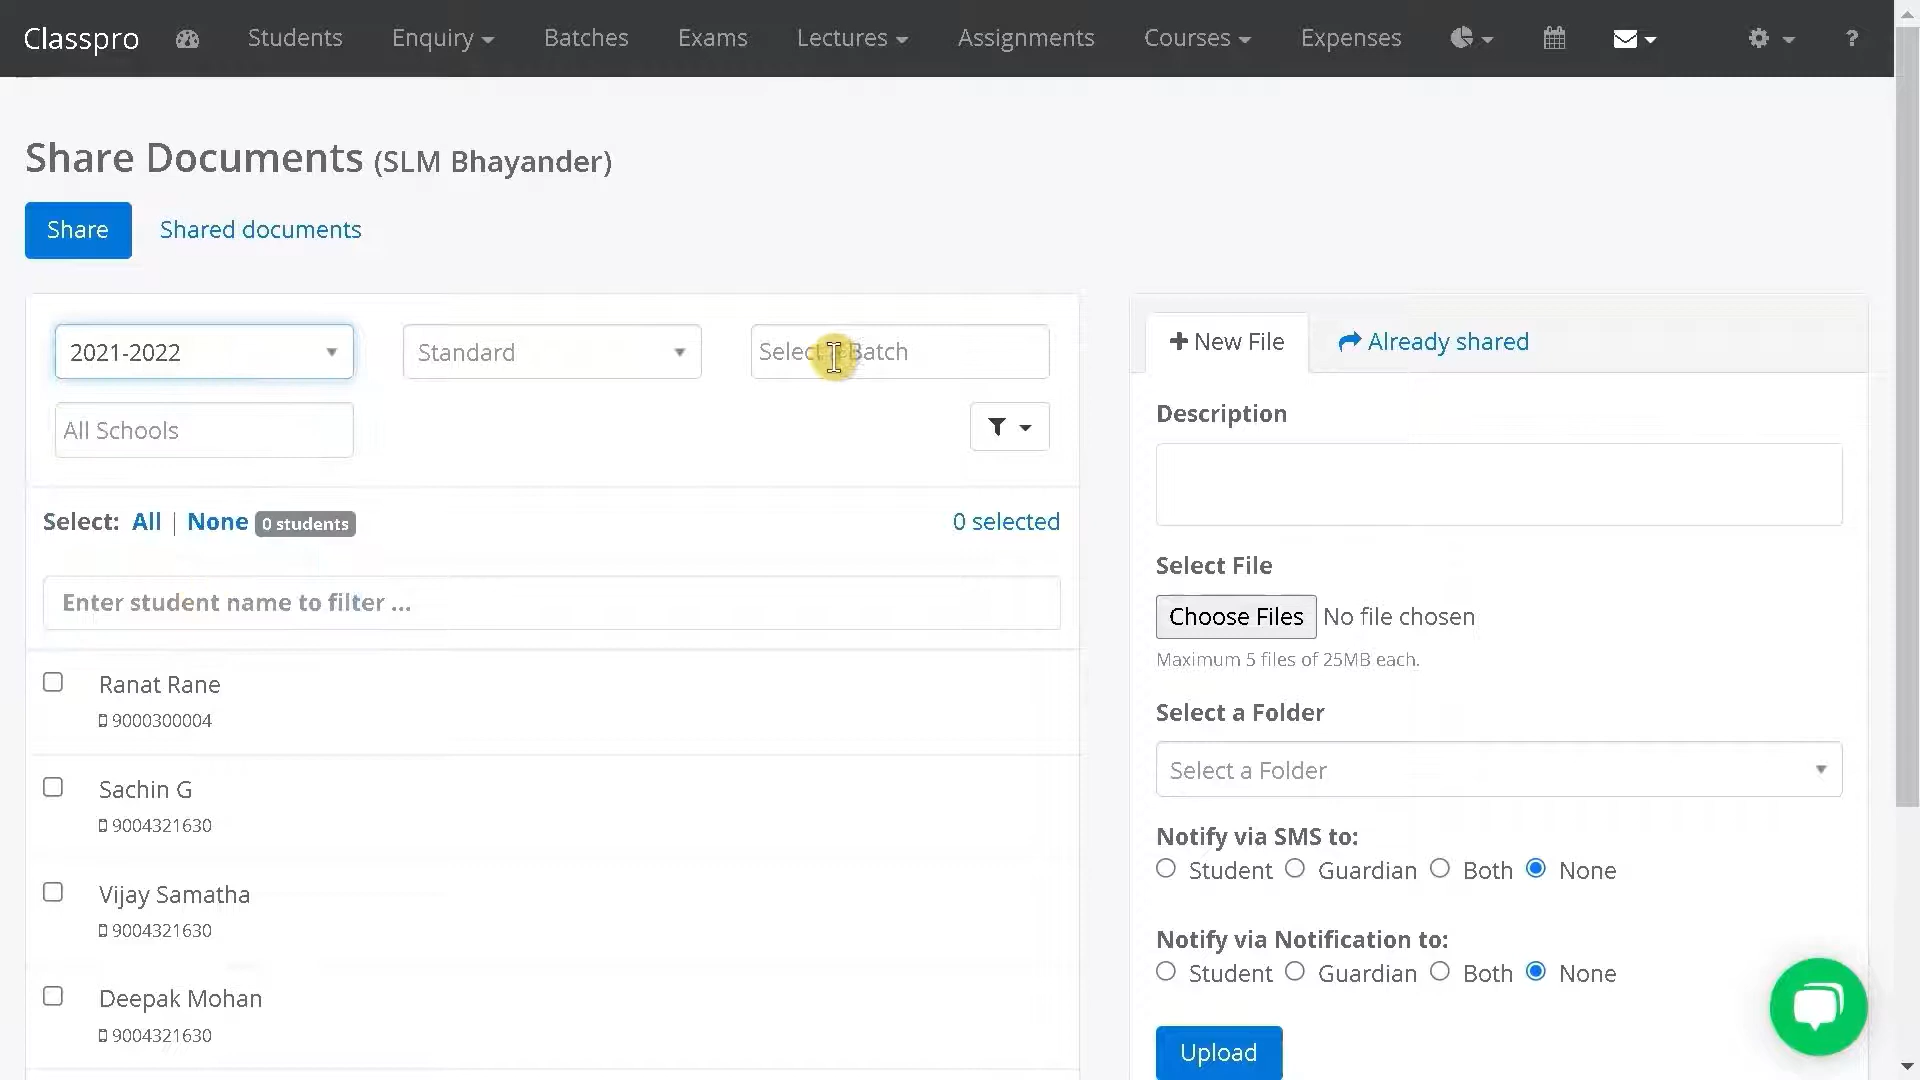 Classpro Students Enquiry Batches Exams Lectures Assignments Courses Expenses ?
Share Documents (SLM Bhayander)
Share Shared documents
2021-2022 Standard Select Batch
All Schools
Select: All | None 0 students 0 selected
Enter student name to filter ...
Ranat Rane
9000300004
Sachin G
9004321630
Vijay Samatha
9004321630
Deepak Mohan
9004321630
New File Already shared
Description
Select File
Choose Files No file chosen
Maximum 5 files of 25MB each.
Select a Folder
Select a Folder
Notify via SMS to:
Student Guardian Both None
Notify via Notification to:
Student Guardian Both None
Upload